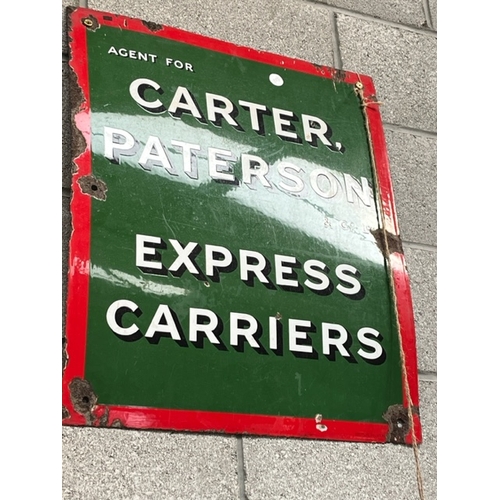 AGENT FOR
CARTER,
PATERSON
EXPRESS
CARRIERS